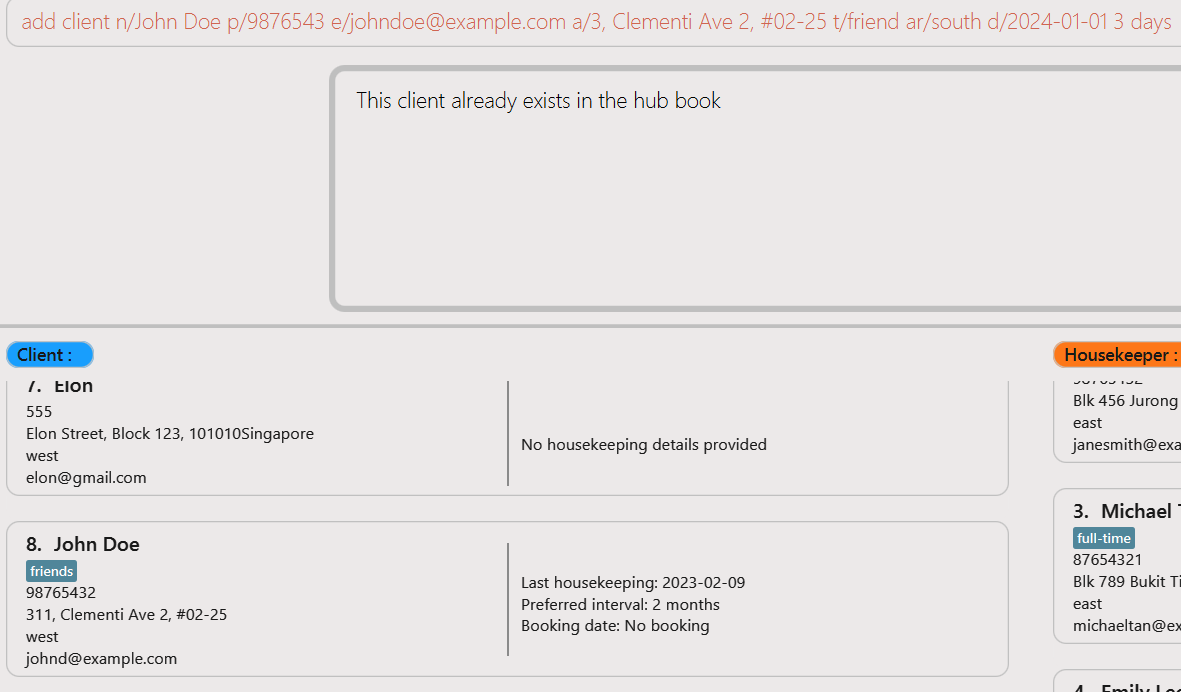 add client n/John Doe p/9876543 e/johndoe@example.com a/3, Clementi Ave 2, #02-25 t/friend ar/south d/2024-01-01 3 days
This client already exists in the hub book
Client :
7. Elon
555
Elon Street, Block 123, 101010Singapore
west
elon@gmail.com
No housekeeping details provided
8. John Doe
friends
98765432
311, Clementi Ave 2, #02-25
west
johnd@example.com
Last housekeeping: 2023-02-09
Preferred interval: 2 months
Booking date: No booking
Housekeeper :
Blk 456 Jurong
east
janesmith@exa
3. Michael
full-time
87654321
Blk 789 Bukit
east
michaeltan@ex
4. Emily